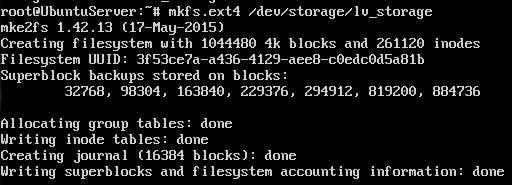 root@UbuntuServer:~# mkfs.ext4 /dev/storage/lv_storage
mke2fs 1.42.13 (17-May-2015)
Creating filesystem with 1044480 4k blocks and 261120 inodes
Filesystem UUID: 3f53ce7a-a436-4129-aee8-c0edc0d5a81b
Superblock backups stored on blocks:
        32768, 98304, 163840, 229376, 294912, 819200, 884736

Allocating group tables: done
Writing inode tables: done
Creating journal (16384 blocks): done
Writing superblocks and filesystem accounting information: done